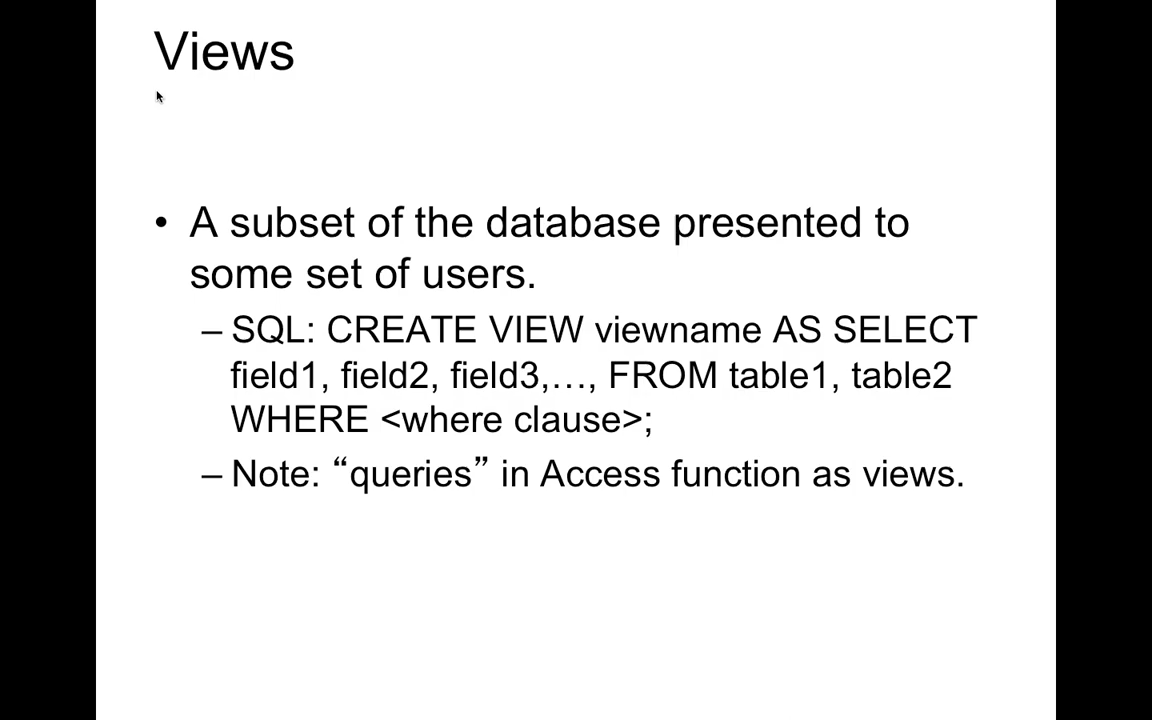 Views
• A subset of the database presented to
some set of users.
– SQL: CREATE VIEW viewname AS SELECT
field1, field2, field3,…, FROM table1, table2
WHERE <where clause>;
– Note: “queries” in Access function as views.